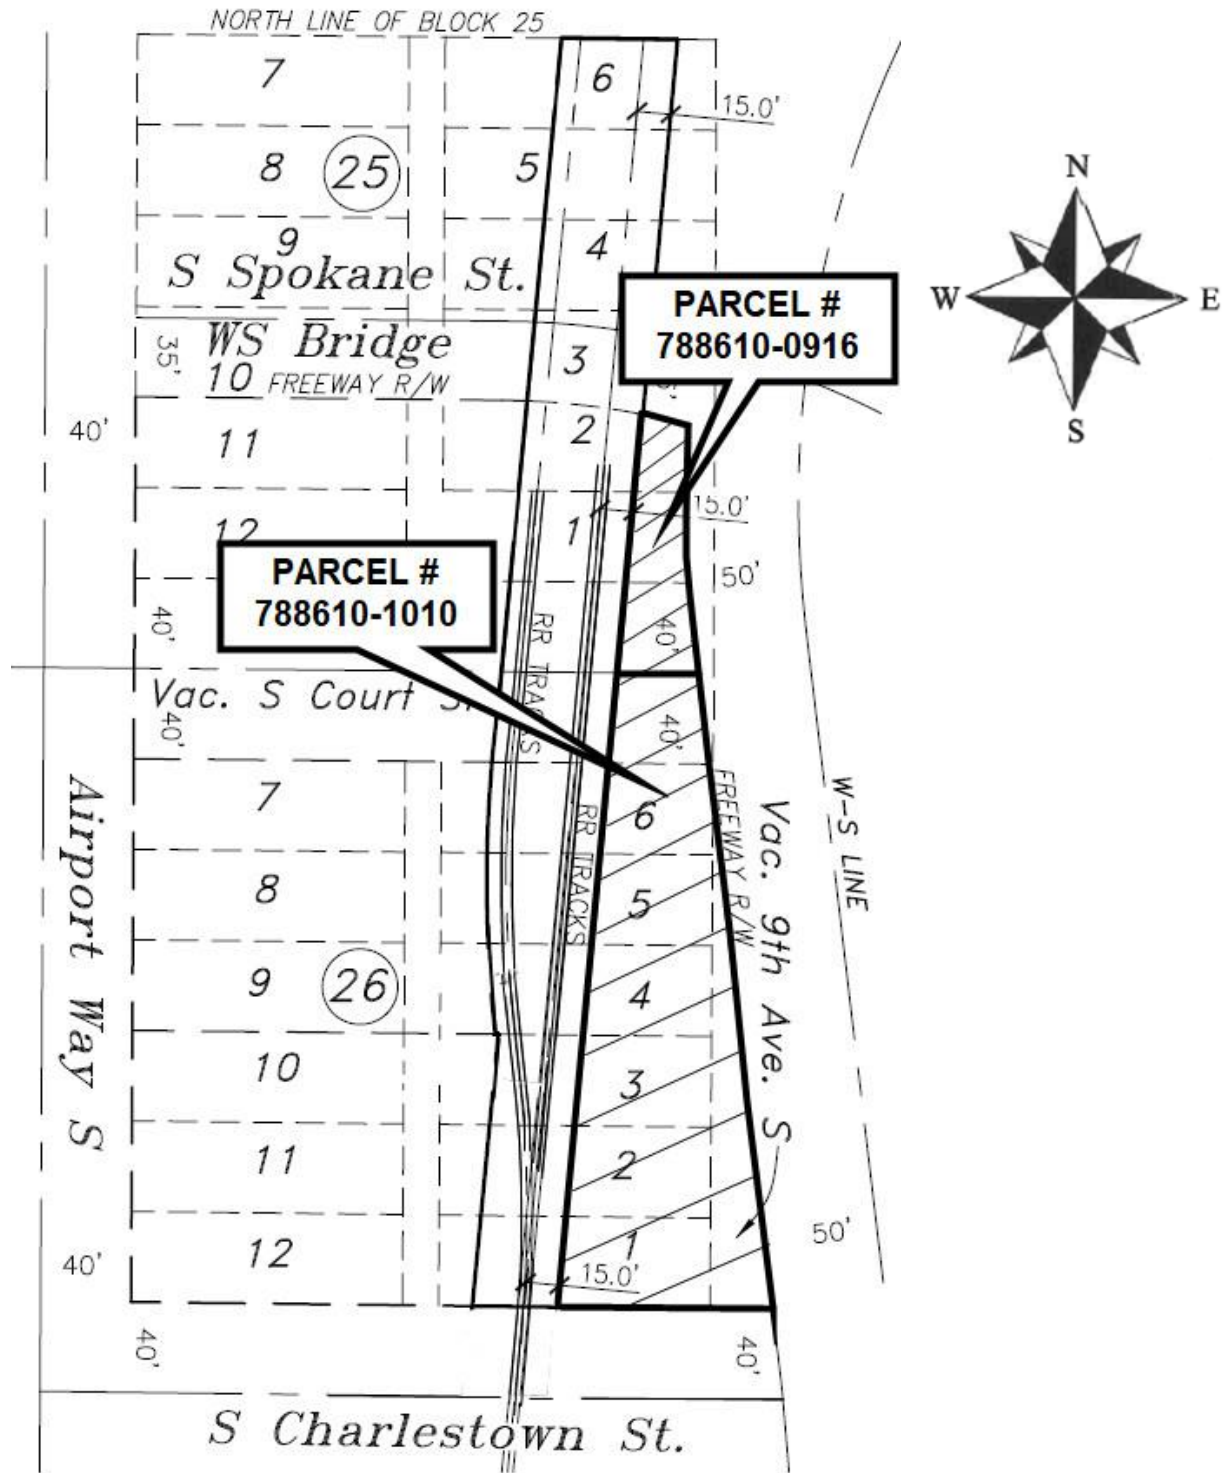 NORTH LINE OF BLOCK 25
7
6
15.0'
8
25
5
9
4
S Spokane St.
N
W
E
S
PARCEL #
788610-0916
35'
WS Bridge
10 FREEWAY R/W
3
40'
11
2
15.0'
12
1
PARCEL #
788610-1010
50'
40'
RR TRACKS
40'
Vac. S Court
40'
40'
7
6
RR TRACKS
FREEWAY R/W
Vac. 9th Ave. S
W-S LINE
Airport Way S
8
5
9
26
4
10
3
11
2
12
1
40'
15.0'
50'
40'
40'
S Charlestown St.